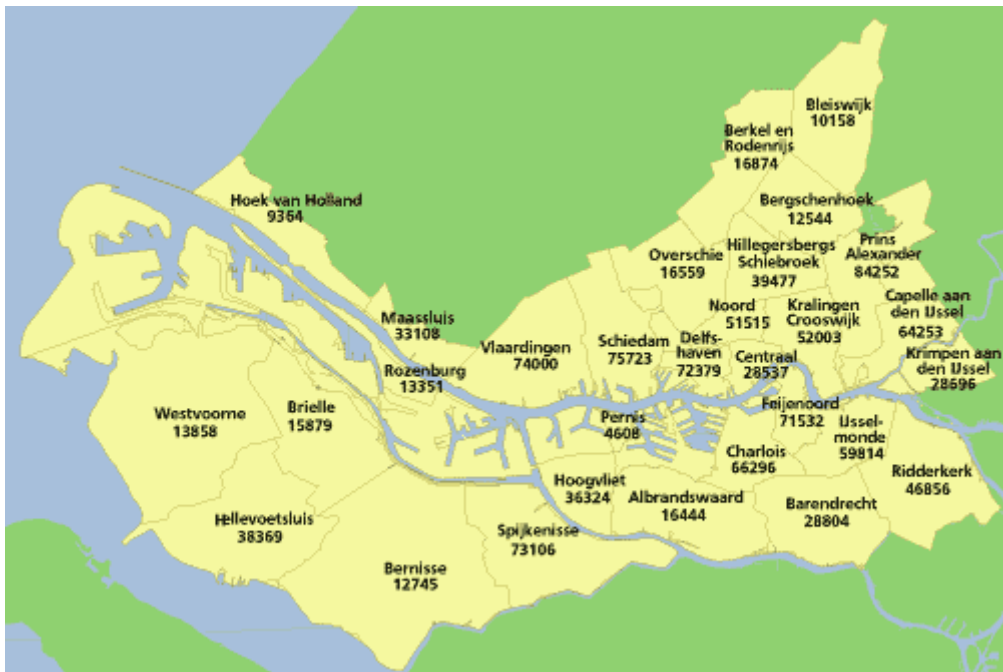 Bleiswijk
10158
Berkel en
Rodenrijs
16874
Hoek van Holland
9364
Bergschenhoek
12544
Overschie
16559
Hillegersbergs
Schiebroek
39477
Prins
Alexander
84252
Maassluis
33108
Noord
51515
Kralingen
Crooswijk
52003
Capelle aan
den IJssel
64253
Vlaardingen
74000
Schiedam
75723
Delfs-
haven
72379
Centraal
28537
Krimpen aan
den IJssel
28696
Rozenburg
13351
Westvoorne
13858
Brielle
15879
Pernis
4608
Feijenoord
71532
IJssel-
monde
59814
Charlois
66296
Ridderkerk
46856
Hoogvliet
36324
Albrandswaard
16444
Barendrecht
28804
Hellevoetsluis
38369
Spijkenisse
73106
Bernisse
12745